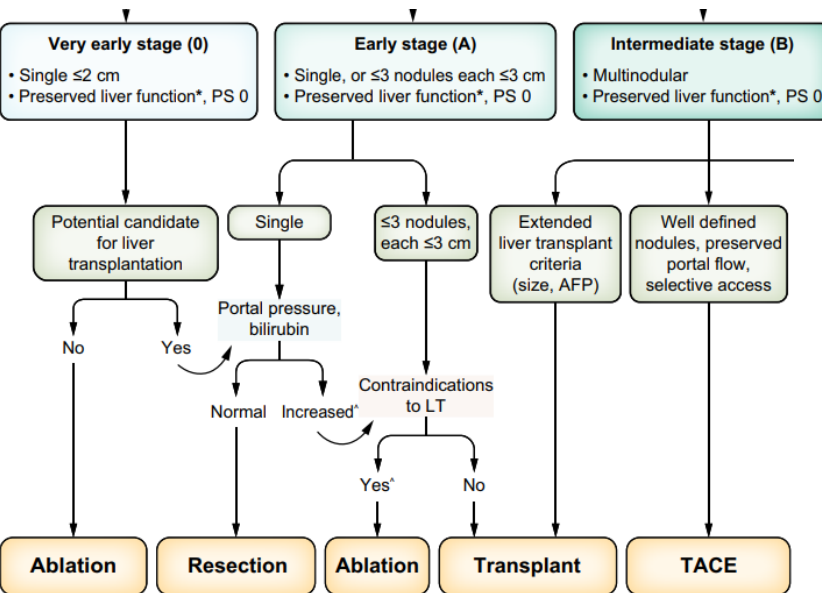 Very early stage (0)
• Single ≤2 cm
• Preserved liver function*, PS 0
Early stage (A)
• Single, or ≤3 nodules each ≤3 cm
• Preserved liver function*, PS 0
Intermediate stage (B)
• Multinodular
• Preserved liver function*, PS 0
Potential candidate
for liver
transplantation
Single
≤3 nodules,
each ≤3 cm
Extended
liver transplant
criteria
(size, AFP)
Well defined
nodules, preserved
portal flow,
selective access
Portal pressure,
bilirubin
No
Yes
Contraindications
to LT
Normal
Increased^
Yes^
No
Ablation
Resection
Ablation
Transplant
TACE